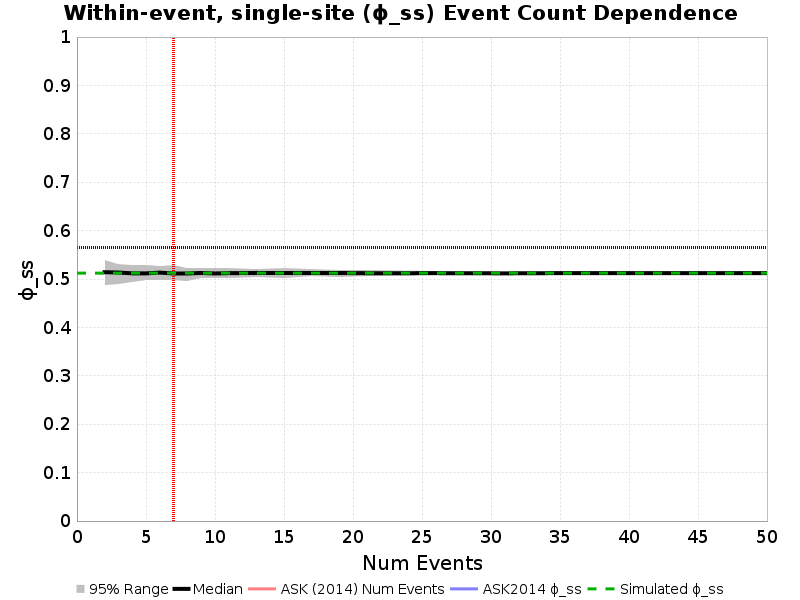 Within-event, single-site (ϕ_ss) Event Count Dependence
1
0.9
0.8
0.7
0.6
0.5
0.4
0.3
0.2
0.1
0
ϕ_ss
0 5 10 15 20 25 30 35 40 45 50
Num Events
95% Range Median ASK (2014) Num Events ASK2014 ϕ_ss Simulated ϕ_ss